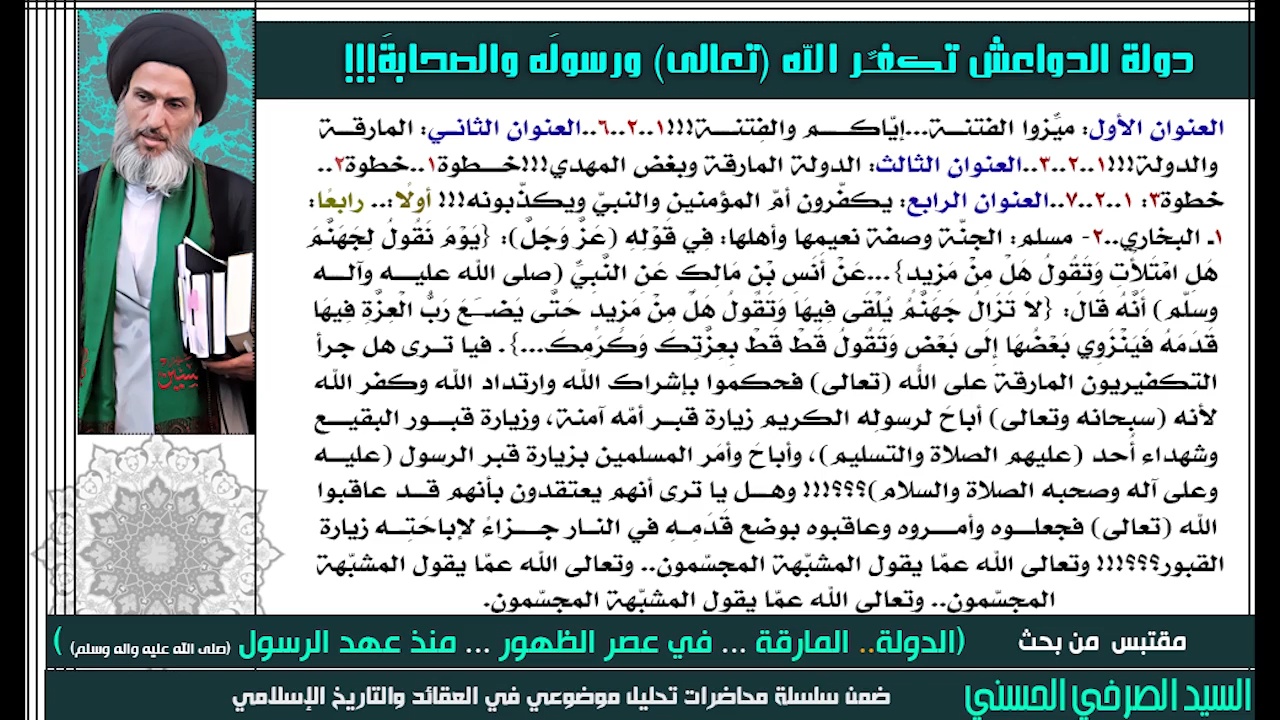 دولة الدواعش تكفّر الله (تعالى) ورسولَه والصحابةَ!!!
العنوان الأول: ميِّزوا الفتنة...إيّاكم والفِتنة!!!١..٢..٦..العنوان الثاني: المارقة
والدولة!!!١..٢..٣..العنوان الثالث: الدولة المارقة وبغض المهدي!!!خطوة١..خطوة٢..
خطوة٣: ١..٢..٧..العنوان الرابع: يكفّرون أمّ المؤمنين والنبيّ ويكذّبونه!!! أولًا:.. رابعًا:
١ـ البخاري..٢- مسلم: الجنّة وصفة نعيمها وأهلها: فِي قَوْلِهِ (عَزَّ وَجَلَّ): {يَوْمَ نَقُولُ لِجَهَنَّمَ
هَل امْتَلأْتِ وَتَقُولُ هَلْ مِنْ مَزِيدٍ}...عَنْ أَنَسِ بْنِ مَالِكٍ عَنِ النَّبِيِّ (صلى الله عليه وآله
وسَلّم) أَنَّهُ قَالَ: {لَا تَزَالُ جَهَنَّمُ يُلْقَى فِيهَا وَتَقُولُ هَلْ مِنْ مَزِيدٍ حَتَّى يَضَعَ رَبُّ الْعِزَّةِ فِيهَا
قَدَمَهُ فَيَنْزَوِي بَعْضُهَا إِلَى بَعْضٍ وَتَقُولُ قَطْ قَطْ بِعِزَّتِكَ وَكَرَمِكَ...}. فيا ترى هل جرأ
التكفيريون المارقة على الله (تعالى) فحكموا بإشراك الله وارتداد الله وكفر الله
لأنه (سبحانه وتعالى) أباحَ لرسولِه الكريم زيارة قبر أمّه آمنة، وزيارة قبور البقيع
وشهداء أُحد (عليهم الصلاة والتسليم)، وأباحَ وأمَر المسلمين بزيارة قبر الرسول (عليه
وعلى آله وصحبه الصلاة والسلام)؟؟؟!!! وهل يا ترى أنهم يعتقدون بأنهم قد عاقبوا
الله (تعالى) فجعلوه وأمروه وعاقبوه بوضع قَدَمِهِ في النار جزاءً لإباحَتِه زيارة
القبور؟؟؟!!! وتعالى الله عمّا يقول المشبّهة المجسّمون.. وتعالى الله عمّا يقول المشبّهة
المجسّمون.. وتعالى الله عمّا يقول المشبّهة المجسّمون.
مقتبس من بحث (الدولة.. المارقة ... في عصر الظهور ... منذ عهد الرسول (صلى الله عليه واله وسلم) )
السيد الصرخي الحسني ضمن سلسلة محاضرات تحليل موضوعي في العقائد والتاريخ الإسلامي